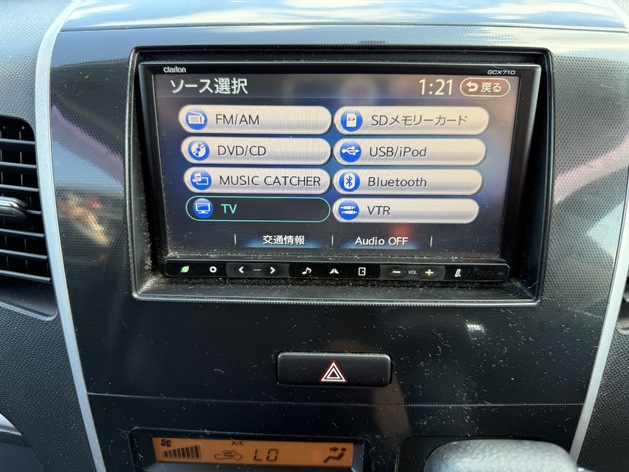 clarion GCX710
ソース選択 1:21 戻る
FM/AM SDメモリーカード
DVD/CD USB/iPod
MUSIC CATCHER Bluetooth
TV VTR
交通情報 Audio OFF
− VOL +
A/C
LO